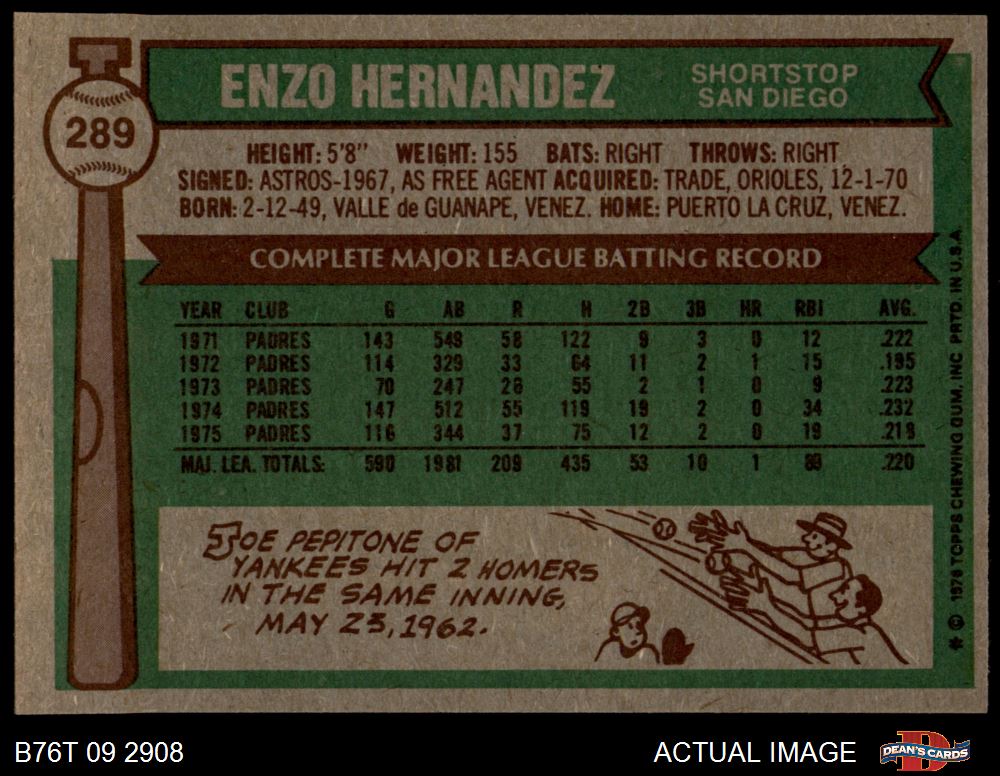 289
ENZO HERNANDEZ
SHORTSTOP
SAN DIEGO
HEIGHT: 5'8" WEIGHT: 155 BATS: RIGHT THROWS: RIGHT
SIGNED: ASTROS-1967, AS FREE AGENT ACQUIRED: TRADE, ORIOLES, 12-1-70
BORN: 2-12-49, VALLE de GUANAPE, VENEZ. HOME: PUERTO LA CRUZ, VENEZ.
COMPLETE MAJOR LEAGUE BATTING RECORD
YEAR CLUB G AB R H 2B 3B HR RBI AVG.
1971 PADRES 143 549 58 122 9 3 0 12 .222
1972 PADRES 114 329 33 64 11 2 1 15 .195
1973 PADRES 70 247 26 55 2 1 0 9 .223
1974 PADRES 147 512 55 119 19 2 0 34 .232
1975 PADRES 116 344 37 75 12 2 0 19 .218
MAJ. LEA. TOTALS: 590 1981 209 435 53 10 1 89 .220
JOE PEPITONE OF
YANKEES HIT 2 HOMERS
IN THE SAME INNING,
MAY 23, 1962.
* © 1976 TOPPS CHEWING GUM, INC. PRTD. IN U.S.A.
B76T 09 2908
ACTUAL IMAGE
D
DEAN'S CARDS